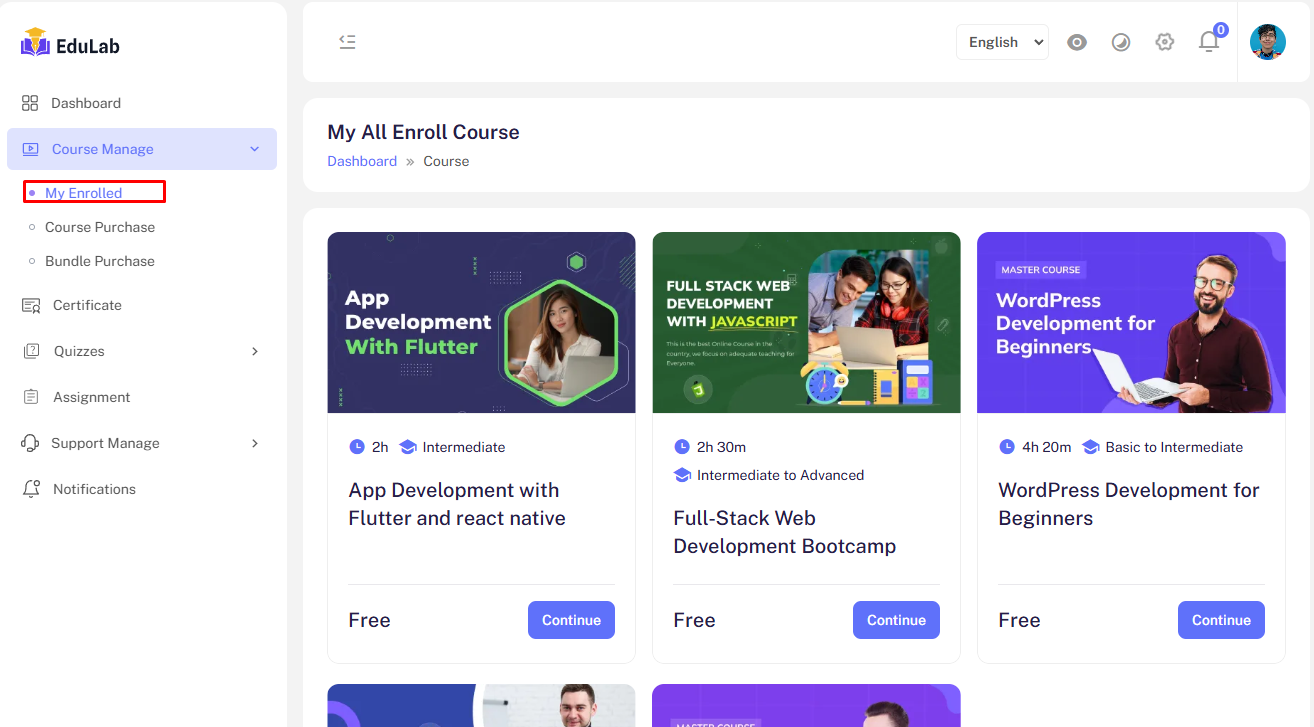 EduLab
Dashboard
Course Manage
My Enrolled
Course Purchase
Bundle Purchase
Certificate
Quizzes
Assignment
Support Manage
Notifications
English
0
My All Enroll Course
Dashboard » Course
App
Development
With Flutter
2h Intermediate
App Development with
Flutter and react native
Free
Continue
FULL STACK WEB
DEVELOPMENT
WITH JAVASCRIPT
This is the best Online Course in the
country, we focus on adequate teaching for
Everyone.
2h 30m
Intermediate to Advanced
Full-Stack Web
Development Bootcamp
Free
Continue
MASTER COURSE
WordPress
Development for
Beginners
4h 20m Basic to Intermediate
WordPress Development for
Beginners
Free
Continue
MASTER COURSE